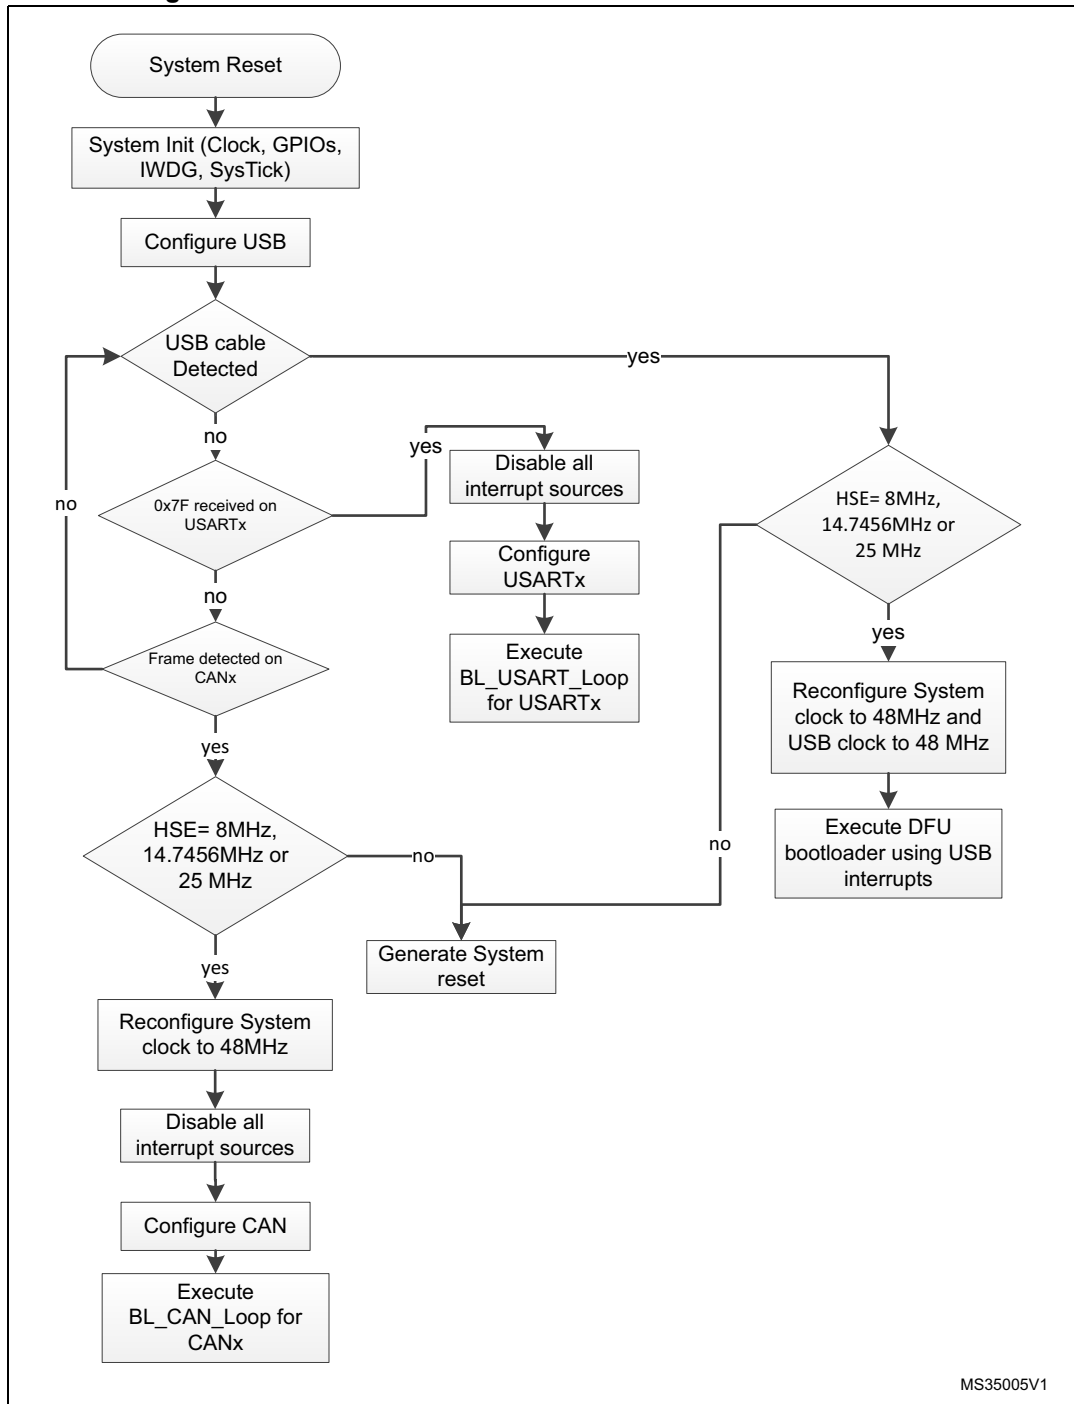 System Reset
System Init (Clock, GPIOs,
IWDG, SysTick)
Configure USB
USB cable
Detected
yes
no
yes
Disable all
interrupt sources
0x7F received on
USARTx
no
HSE= 8MHz,
14.7456MHz or
25 MHz
Configure
USARTx
no
yes
Frame detected on
CANx
Execute
BL_USART_Loop
for USARTx
Reconfigure System
clock to 48MHz and
USB clock to 48 MHz
yes
HSE= 8MHz,
14.7456MHz or
25 MHz
no
no
Execute DFU
bootloader using USB
interrupts
Generate System
reset
yes
Reconfigure System
clock to 48MHz
Disable all
interrupt sources
Configure CAN
Execute
BL_CAN_Loop for
CANx
MS35005V1